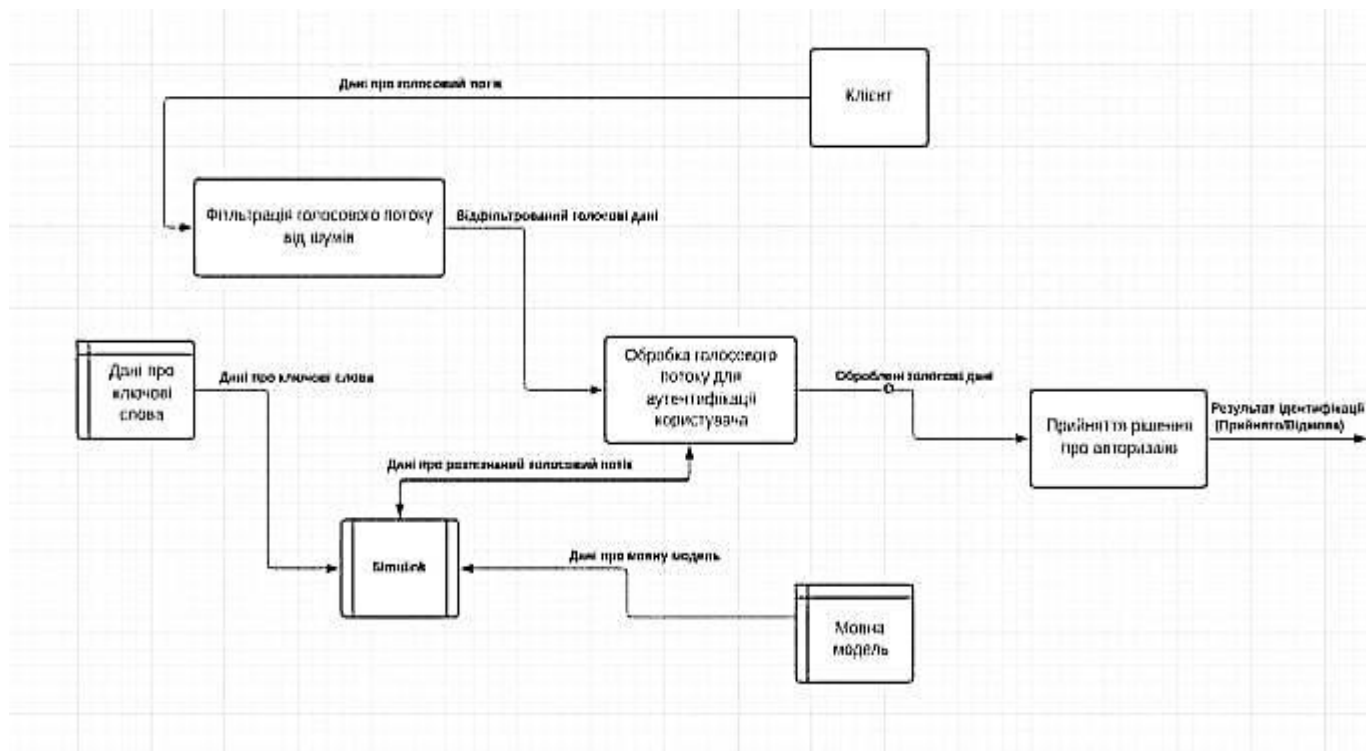 Дані про голосовий потік
Клієнт
Фільтрація голосового потоку
від шумів
Відфільтрований голосові дані
Дані про
ключові
слова
Дані про ключові слова
Обробка голосового
потоку для
аутентифікації
користувача
Оброблені голосові дані
Прийняття рішення
про авторизаію
Результат ідентифікації
(Прийнято/Відмова)
Дані про розпізнаний голосовий потік
Simulink
Дані про мовну модель
Мовна
модель